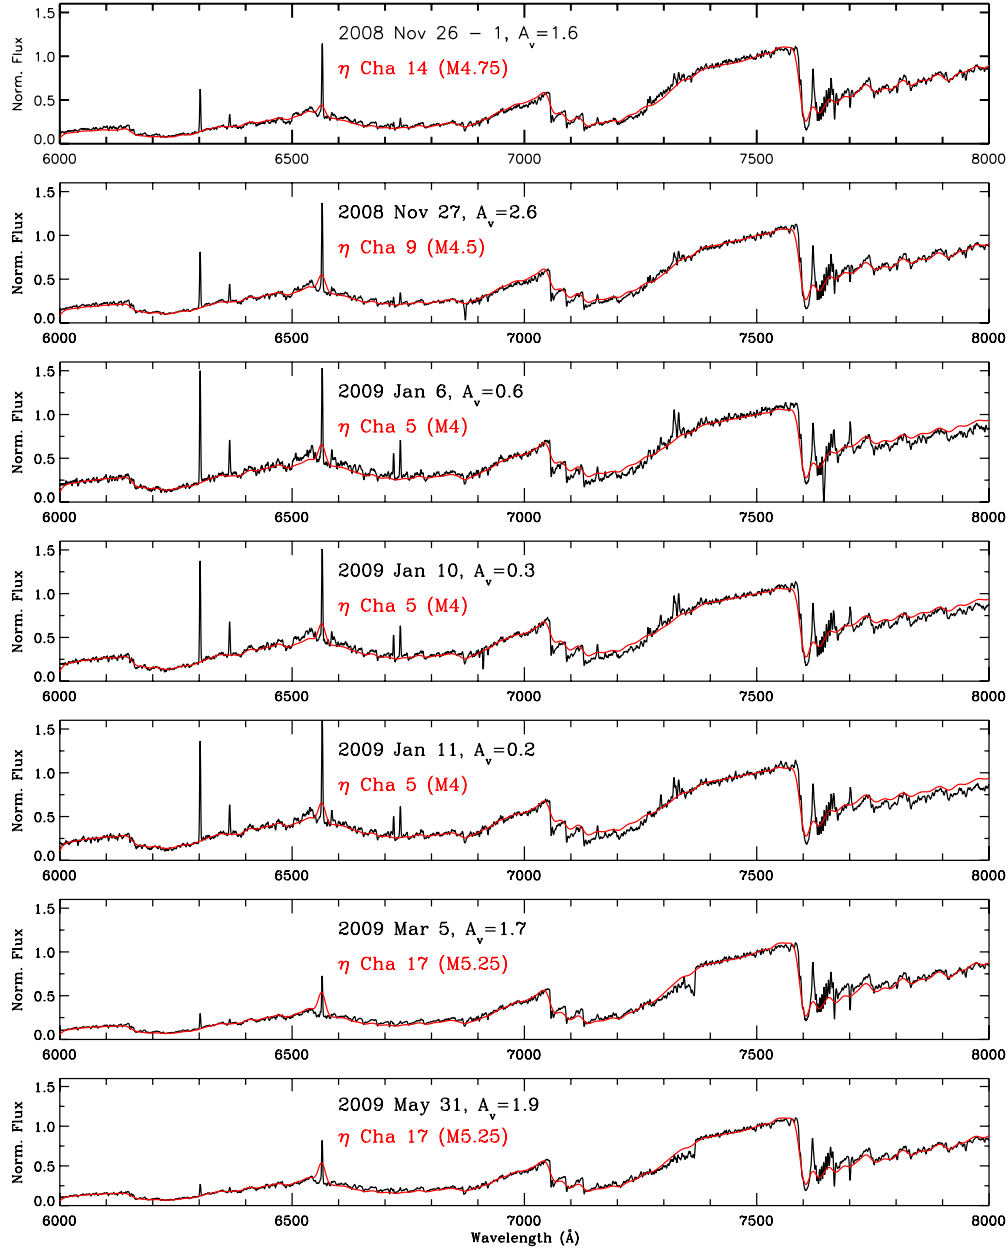 1.5
1.0
0.5
0.0
Norm. Flux
2008 Nov 26 - 1, Av=1.6
η Cha 14 (M4.75)
6000 6500 7000 7500 8000
1.5
1.0
0.5
0.0
Norm. Flux
2008 Nov 27, Av=2.6
η Cha 9 (M4.5)
6000 6500 7000 7500 8000
1.5
1.0
0.5
0.0
Norm. Flux
2009 Jan 6, Av=0.6
η Cha 5 (M4)
6000 6500 7000 7500 8000
1.5
1.0
0.5
0.0
Norm. Flux
2009 Jan 10, Av=0.3
η Cha 5 (M4)
6000 6500 7000 7500 8000
1.5
1.0
0.5
0.0
Norm. Flux
2009 Jan 11, Av=0.2
η Cha 5 (M4)
6000 6500 7000 7500 8000
1.5
1.0
0.5
0.0
Norm. Flux
2009 Mar 5, Av=1.7
η Cha 17 (M5.25)
6000 6500 7000 7500 8000
1.5
1.0
0.5
0.0
Norm. Flux
2009 May 31, Av=1.9
η Cha 17 (M5.25)
6000 6500 7000 7500 8000
Wavelength (Å)